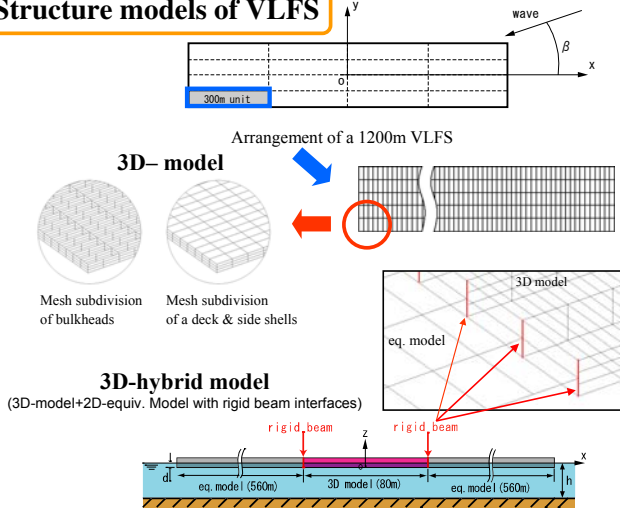 Structure models of VLFS
y
wave
β
x
o
300m unit
Arrangement of a 1200m VLFS
3D– model
Mesh subdivision
of bulkheads
Mesh subdivision
of a deck & side shells
3D model
eq. model
3D-hybrid model
(3D-model+2D-equiv. Model with rigid beam interfaces)
rigid beam
z
rigid beam
x
o
d
eq. model (560m)
3D model (80m)
eq. model (560m)
h